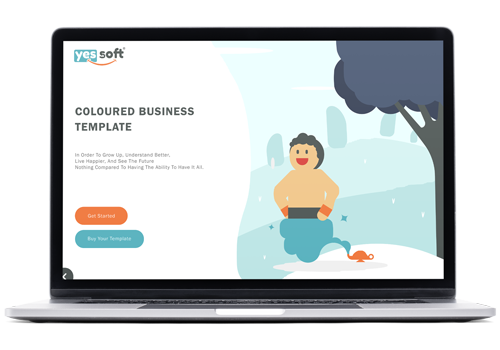 yes soft
COLOURED BUSINESS
TEMPLATE
In Order To Grow Up, Understand Better,
Live Happier, And See The Future
Nothing Compared To Having The Ability To Have It All.
Get Started
Buy Your Template